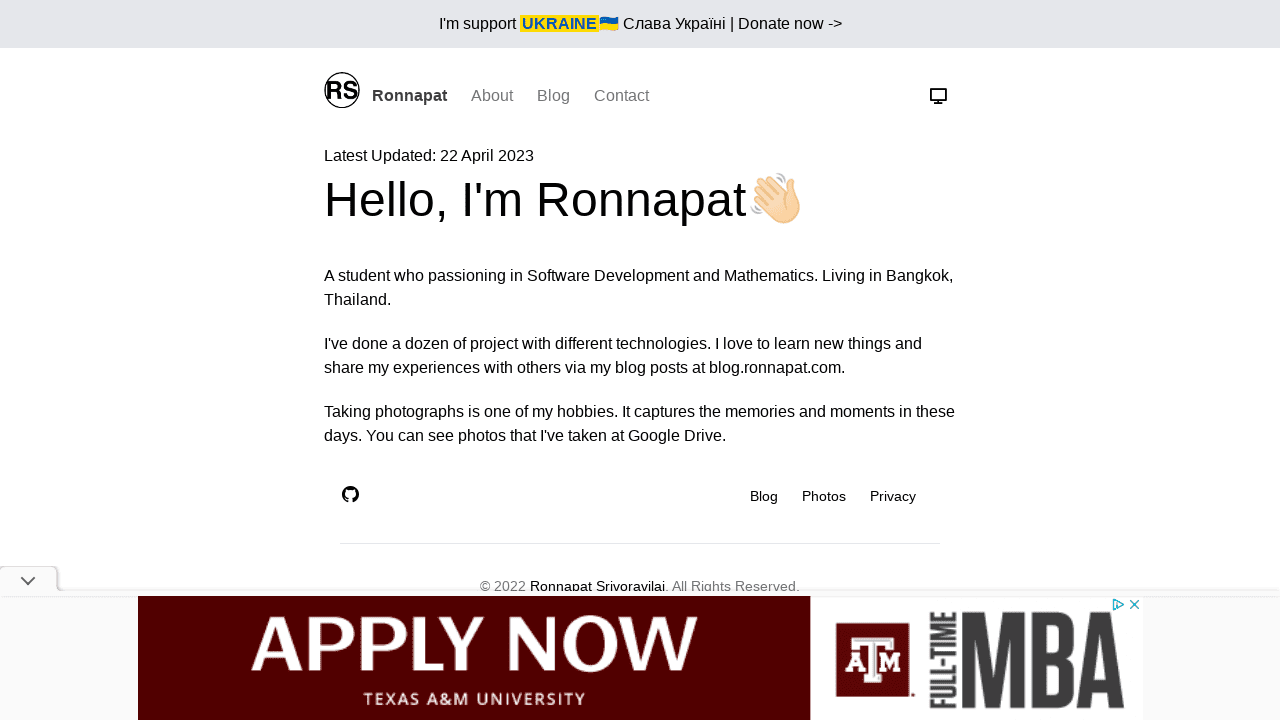 I'm support UKRAINE🇺🇦 Слава Україні | Donate now ->
RS Ronnapat About Blog Contact
Latest Updated: 22 April 2023
Hello, I'm Ronnapat👋🏻
A student who passioning in Software Development and Mathematics. Living in Bangkok,
Thailand.
I've done a dozen of project with different technologies. I love to learn new things and
share my experiences with others via my blog posts at blog.ronnapat.com.
Taking photographs is one of my hobbies. It captures the memories and moments in these
days. You can see photos that I've taken at Google Drive.
Blog Photos Privacy
© 2022 Ronnapat Srivoravilai. All Rights Reserved.
APPLY NOW
TEXAS A&M UNIVERSITY
ATM
FULL-TIME
MBA